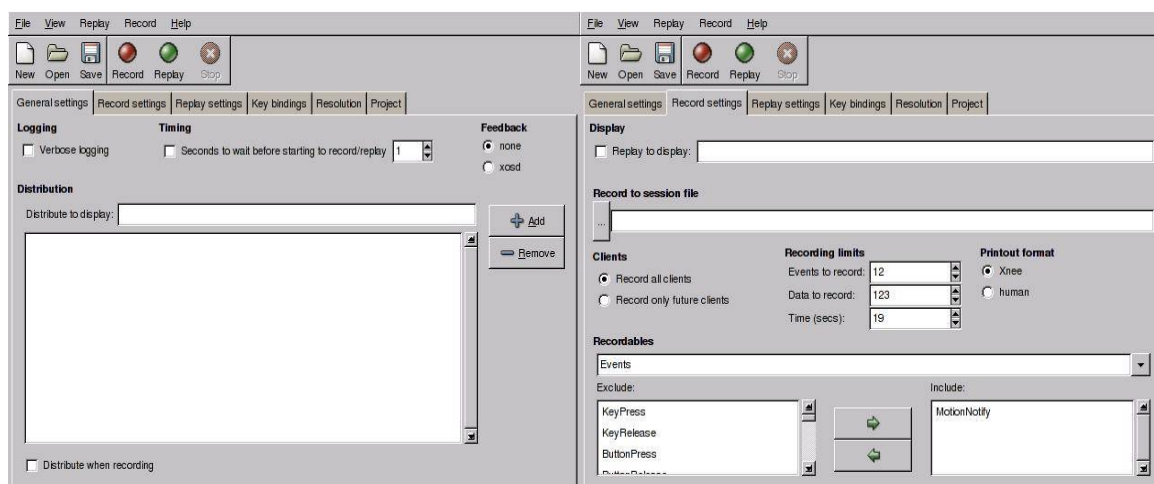 File View Replay Record Help
New Open Save Record Replay Stop
General settings Record settings Replay settings Key bindings Resolution Project
Logging Timing Feedback
Verbose logging Seconds to wait before starting to record/replay 1 none
xosd
Distribution
Distribute to display:
Add
Remove
Distribute when recording
File View Replay Record Help
New Open Save Record Replay Stop
General settings Record settings Replay settings Key bindings Resolution Project
Display
Replay to display:
Record to session file
...
Clients Recording limits Printout format
Record all clients Events to record: 12 Xnee
Record only future clients Data to record: 123 human
Time (secs): 19
Recordables
Events
Exclude: Include:
KeyPress MotionNotify
KeyRelease
ButtonPress
ButtonRelease